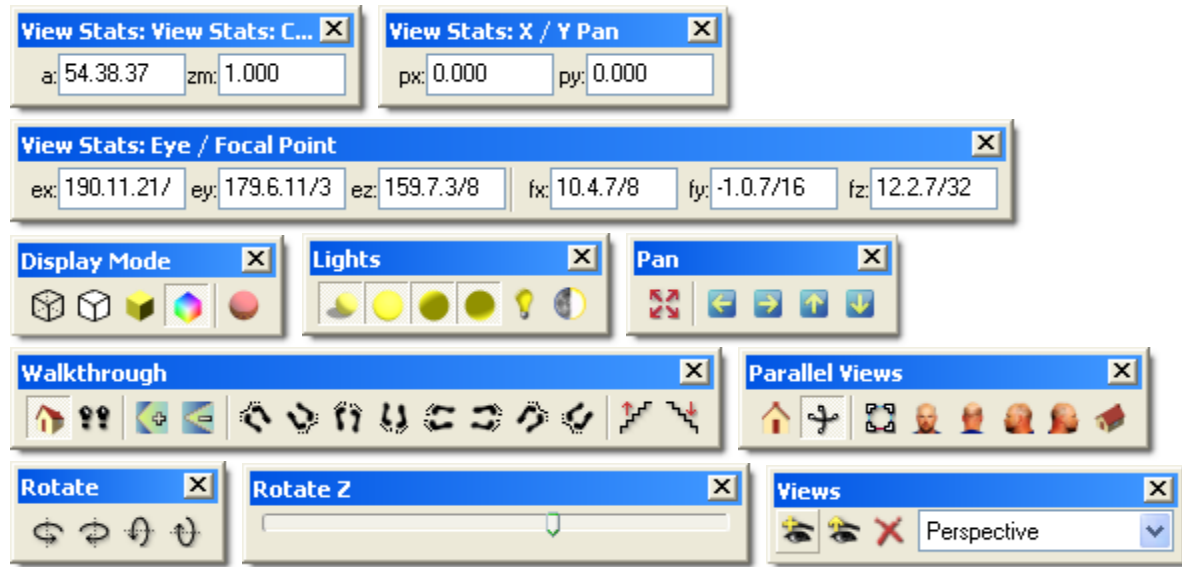 View Stats: View Stats: C...
a: 54.38.37 zm: 1.000
View Stats: X / Y Pan
px: 0.000 py: 0.000
View Stats: Eye / Focal Point
ex: 190.11.21/ ey: 179.6.11/3 ez: 159.7.3/8 fx: 10.4.7/8 fy: -1.0.7/16 fz: 12.2.7/32
Display Mode
Lights
Pan
Walkthrough
Parallel Views
Rotate
Rotate Z
Views
Perspective